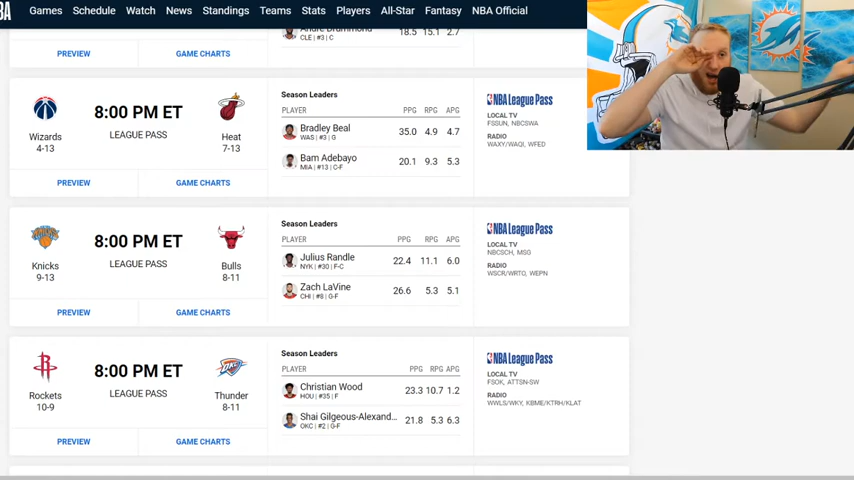 BA Games Schedule Watch News Standings Teams Stats Players All-Star Fantasy NBA Official
CLE | #3 | C 18.5 15.1 2.7
PREVIEW GAME CHARTS
Wizards
4-13
8:00 PM ET
LEAGUE PASS
Heat
7-13
Season Leaders
PLAYER PPG RPG APG
Bradley Beal
WAS | #3 | G
35.0 4.9 4.7
Bam Adebayo
MIA | #13 | C-F
20.1 9.3 5.3
NBA League Pass
LOCAL TV
FSSUN, NBCSWA
RADIO
WAXY/WAQI, WFED
PREVIEW GAME CHARTS
Knicks
9-13
8:00 PM ET
LEAGUE PASS
Bulls
8-11
Season Leaders
PLAYER PPG RPG APG
Julius Randle
NYK | #30 | F-C
22.4 11.1 6.0
Zach LaVine
CHI | #8 | G-F
26.6 5.3 5.1
NBA League Pass
LOCAL TV
NBCSCH, MSG
RADIO
WSCR/WRTO, WEPN
PREVIEW GAME CHARTS
Rockets
10-9
8:00 PM ET
LEAGUE PASS
Thunder
8-11
Season Leaders
PLAYER PPG RPG APG
Christian Wood
HOU | #35 | F
23.3 10.7 1.2
Shai Gilgeous-Alexand...
OKC | #2 | G-F
21.8 5.3 6.3
NBA League Pass
LOCAL TV
FSOK, ATTSN-SW
RADIO
WWLS/WKY, KBME/KTRH/KLAT
PREVIEW GAME CHARTS